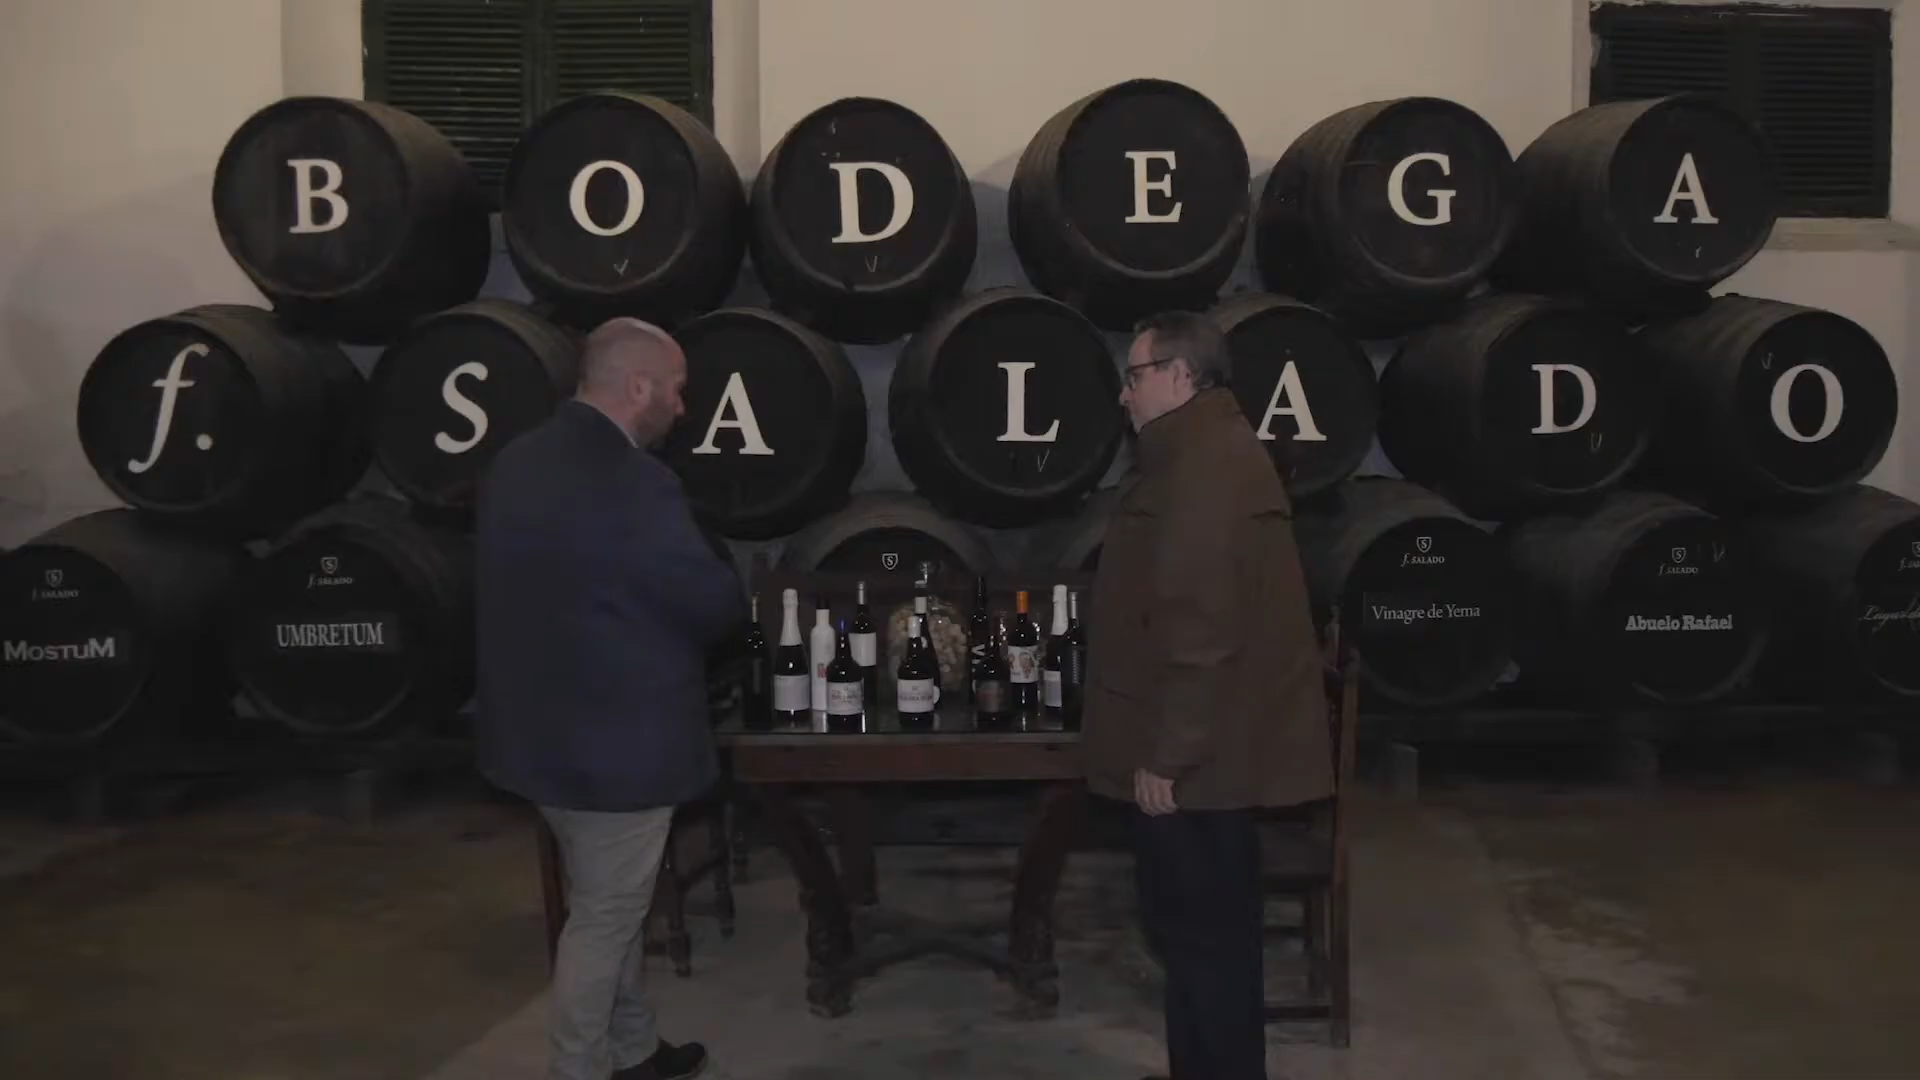 BODEGA
f. SALADO
S
f. SALADO
MOSTUM
S
f. SALADO
UMBRETUM
S
S
f. SALADO
Vinagre de Yema
S
f. SALADO
Abuelo Rafael